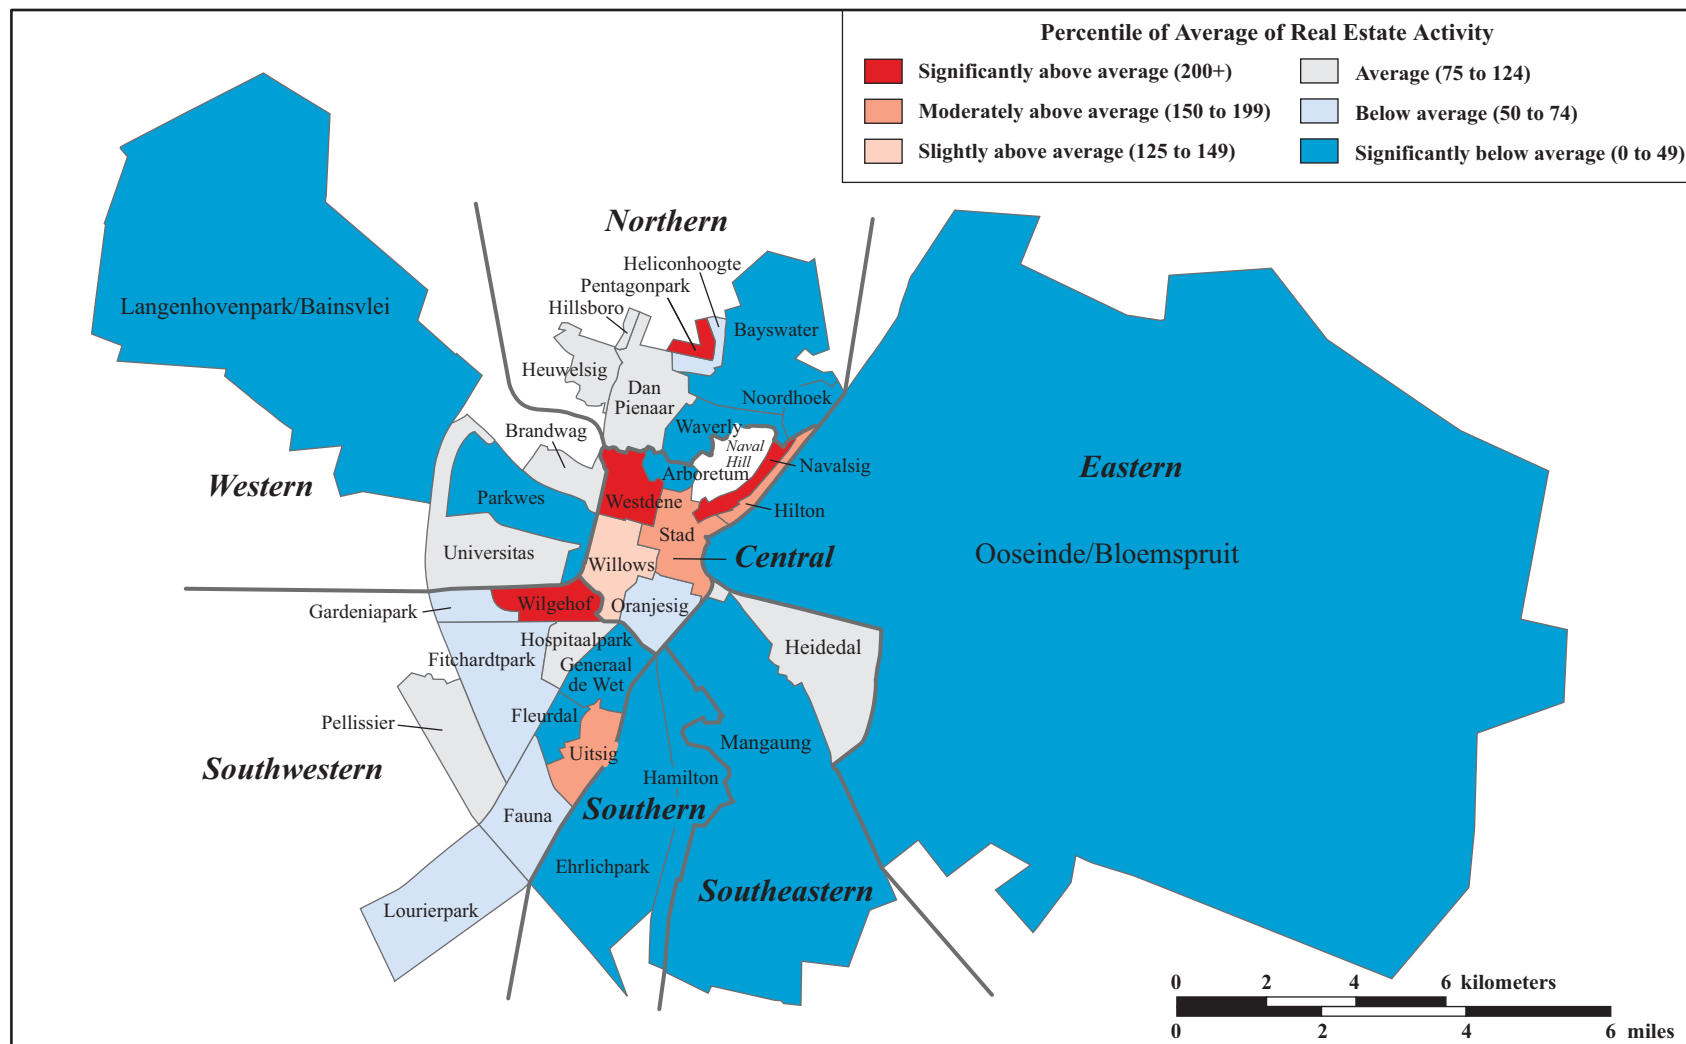 Percentile of Average of Real Estate Activity
Significantly above average (200+)
Average (75 to 124)
Moderately above average (150 to 199)
Below average (50 to 74)
Slightly above average (125 to 149)
Significantly below average (0 to 49)
Northern
Heliconhoogte
Pentagonpark
Hillsboro
Langenhovenpark/Bainsvlei
Bayswater
Heuwelsig
Dan
Pienaar
Noordhoek
Brandwag
Waverly
Naval
Hill
Navalsig
Eastern
Arboretum
Western
Parkwes
Westdene
Hilton
Stad
Universitas
Central
Ooseinde/Bloemspruit
Willows
Wilgehof
Oranjesig
Gardeniapark
Hospitaalpark
Heidedal
Fitchardtpark
Generaal
de Wet
Fleurdal
Pellissier
Mangaung
Uitsig
Southwestern
Hamilton
Southern
Fauna
Ehrlichpark
Southeastern
Lourierpark
0 2 4 6 kilometers
0 2 4 6 miles